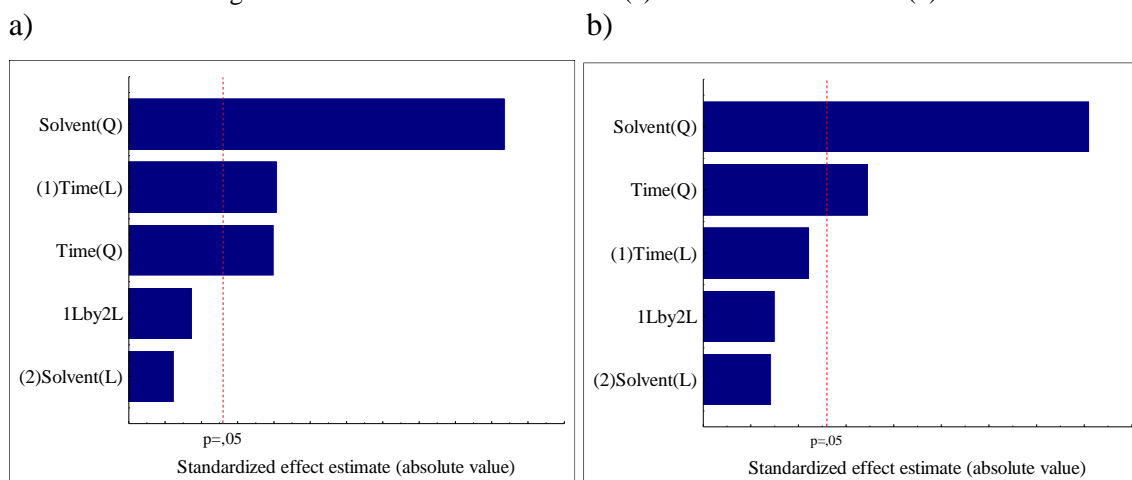 a)
b)
Solvent(Q)
(1)Time(L)
Time(Q)
1Lby2L
(2)Solvent(L)
p=,05
Standardized effect estimate (absolute value)
Solvent(Q)
Time(Q)
(1)Time(L)
1Lby2L
(2)Solvent(L)
p=,05
Standardized effect estimate (absolute value)